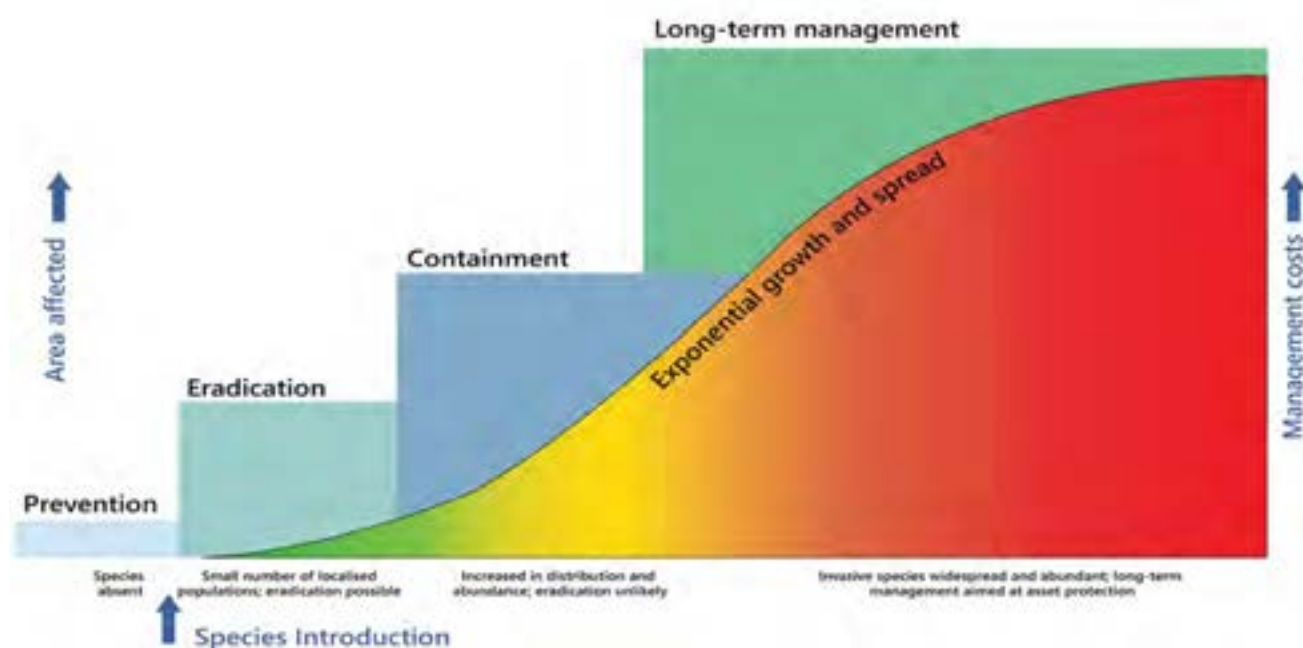 Long-term management
Area affected
Management costs
Exponential growth and spread
Containment
Eradication
Prevention
Species
absent
Small number of localised
populations; eradication possible
Increased in distribution and
abundance; eradication unlikely
Invasive species widespread and abundant; long-term
management aimed at asset protection
Species Introduction